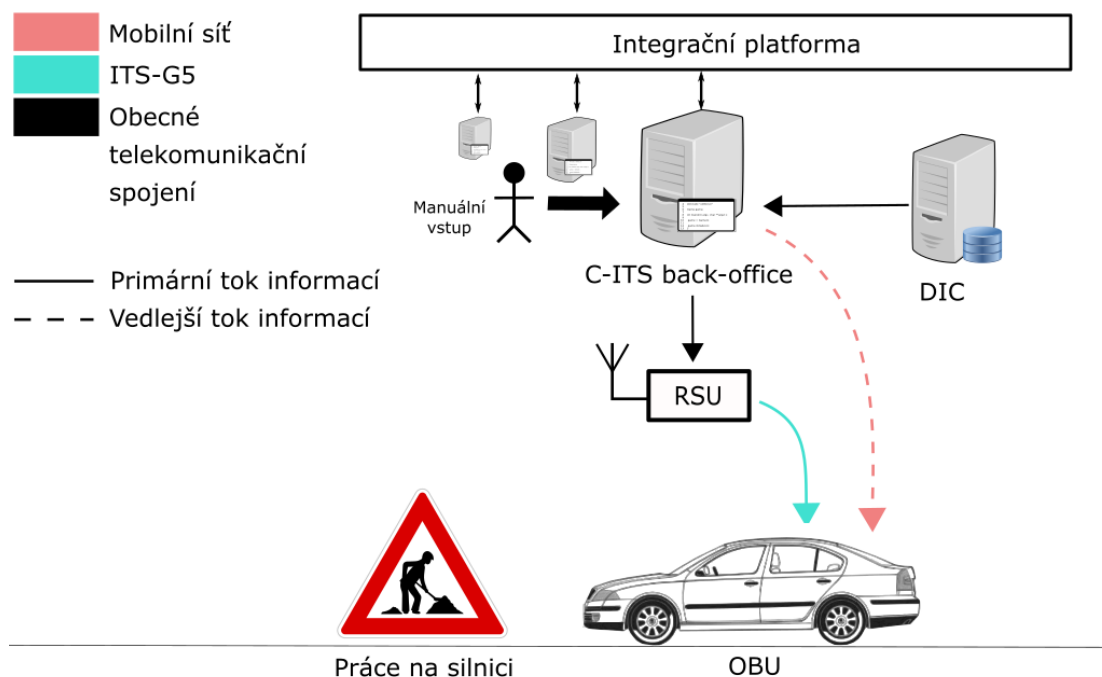 Mobilní síť
ITS-G5
Obecné
telekomunikační
spojení
Primární tok informací
Vedlejší tok informací
Integrační platforma
Manuální
vstup
C-ITS back-office
DIC
RSU
Práce na silnici
OBU